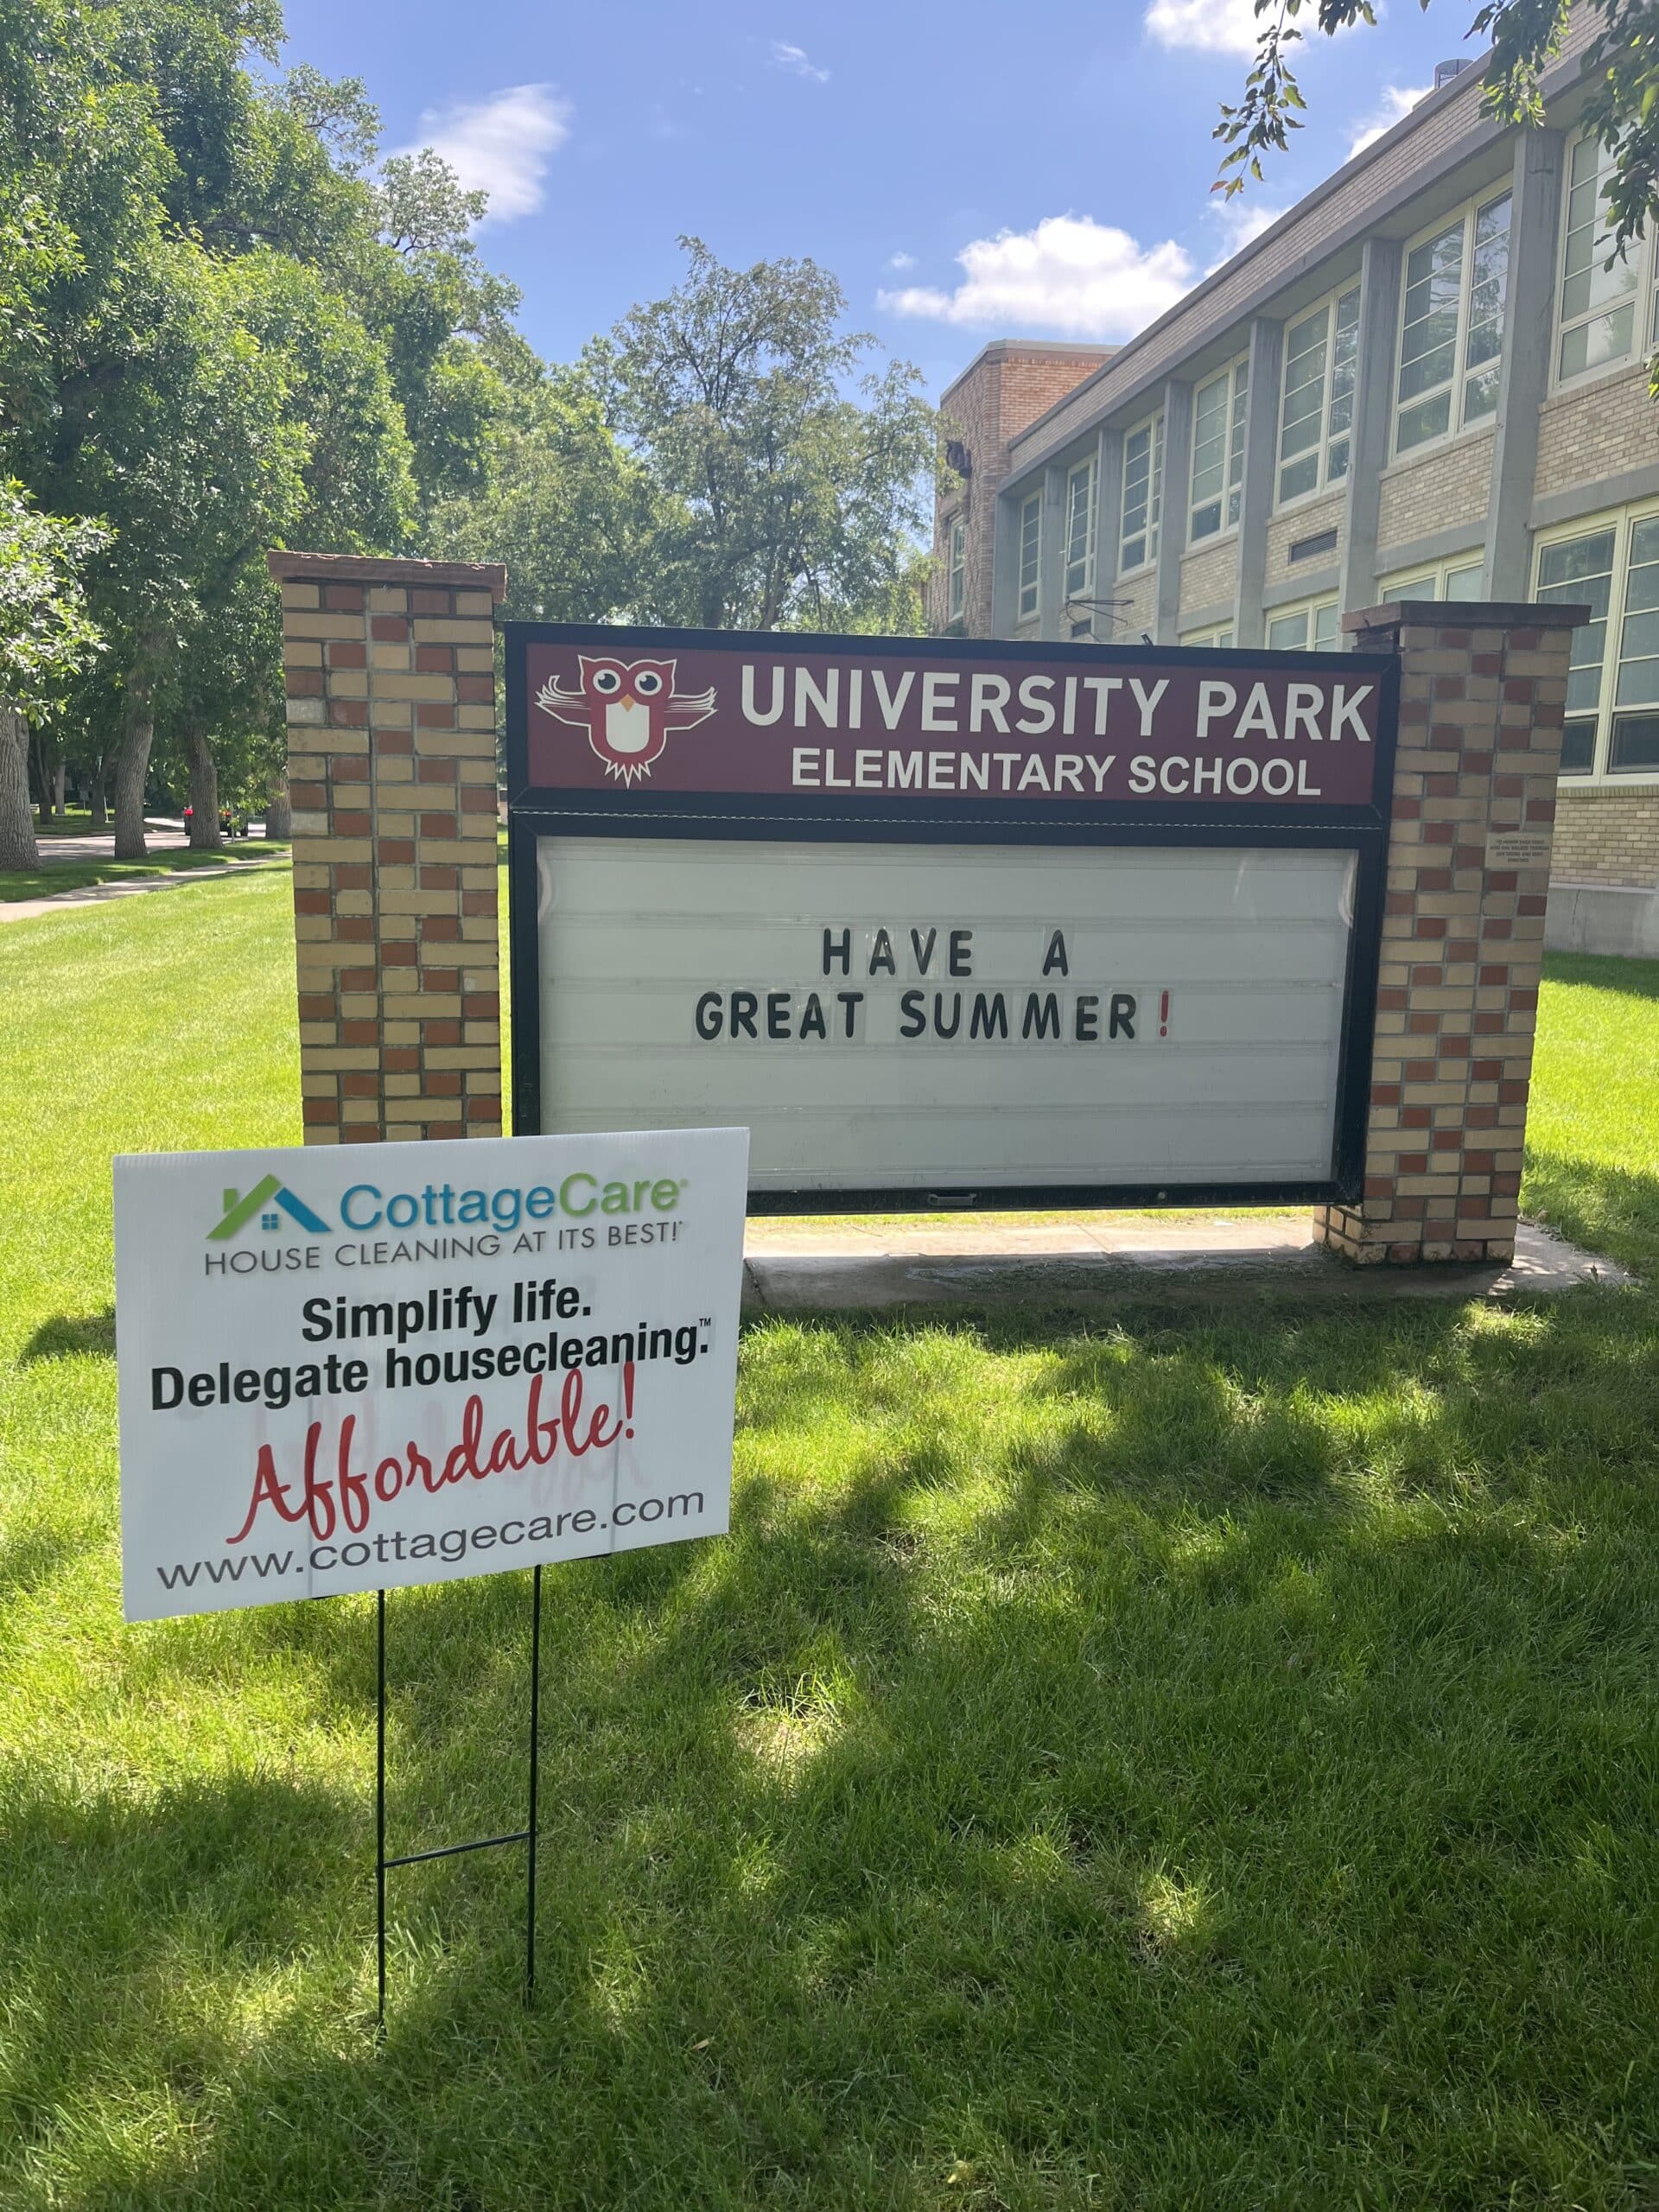 UNIVERSITY PARK
ELEMENTARY SCHOOL
HAVE A
GREAT SUMMER!
CottageCare®
HOUSE CLEANING AT ITS BEST!
Simplify life.
Delegate housecleaning.™
Affordable!
www.cottagecare.com